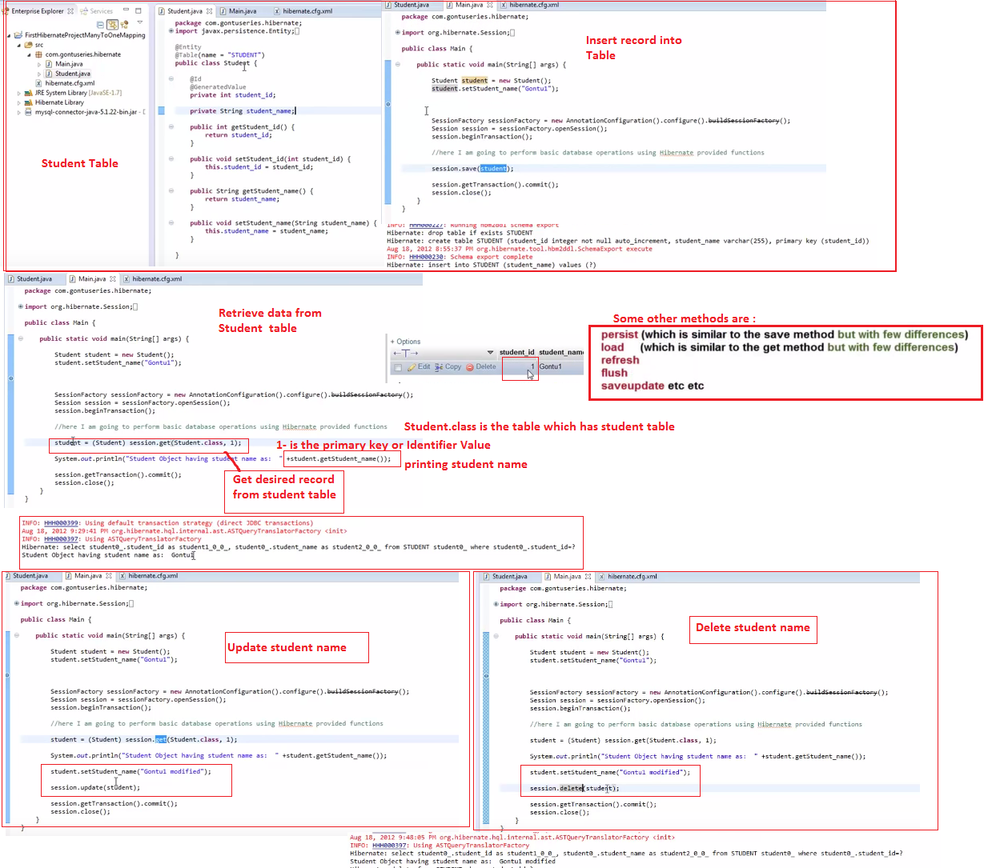 Enterprise Explorer
Services
FirstHibernateProjectManyToOneMapping
src
com.gontuseries.hibernate
Main.java
Student.java
hibernate.cfg.xml
JRE System Library [JavaSE-1.7]
Hibernate Library
mysql-connector-java-5.1.22-bin.jar - [
Student Table
Student.java Main.java hibernate.cfg.xml
package com.gontuseries.hibernate;
import javax.persistence.Entity;
@Entity
@Table(name = "STUDENT")
public class Student {
@Id
@GeneratedValue
private int student_id;
private String student_name;
public int getStudent_id() {
return student_id;
}
public void setStudent_id(int student_id) {
this.student_id = student_id;
}
public String getStudent_name() {
return student_name;
}
public void setStudent_name(String student_name) {
this.student_name = student_name;
}
}
Student.java Main.java hibernate.cfg.xml
package com.gontuseries.hibernate;
import org.hibernate.Session;
public class Main {
public static void main(String[] args) {
Student student = new Student();
student.setStudent_name("Gontu1");
SessionFactory sessionFactory = new AnnotationConfiguration().configure().buildSessionFactory();
Session session = sessionFactory.openSession();
session.beginTransaction();
//here I am going to perform basic database operations using Hibernate provided functions
session.save(student);
session.getTransaction().commit();
session.close();
}
}
Insert record into
Table
INFO: HHH000227: Running hbm2ddl schema export
Hibernate: drop table if exists STUDENT
Hibernate: create table STUDENT (student_id integer not null auto_increment, student_name varchar(255), primary key (student_id))
Aug 18, 2012 8:55:37 PM org.hibernate.tool.hbm2ddl.SchemaExport execute
INFO: HHH000230: Schema export complete
Hibernate: insert into STUDENT (student_name) values (?)
Student.java Main.java hibernate.cfg.xml
package com.gontuseries.hibernate;
import org.hibernate.Session;
public class Main {
public static void main(String[] args) {
Student student = new Student();
student.setStudent_name("Gontu1");
SessionFactory sessionFactory = new AnnotationConfiguration().configure().buildSessionFactory();
Session session = sessionFactory.openSession();
session.beginTransaction();
//here I am going to perform basic database operations using Hibernate provided functions
student = (Student) session.get(Student.class, 1);
System.out.println("Student Object having student name as:  " +student.getStudent_name());
session.getTransaction().commit();
session.close();
}
}
Retrieve data from
Student table
+ Options
student_id student_name
Edit Copy Delete 1 Gontu1
Some other methods are :
persist (which is similar to the save method but with few differences)
load (which is similar to the get method but with few differences)
refresh
flush
saveupdate etc etc
Student.class is the table which has student table
1- is the primary key or Identifier Value
printing student name
Get desired record
from student table
INFO: HHH000399: Using default transaction strategy (direct JDBC transactions)
Aug 18, 2012 9:29:41 PM org.hibernate.hql.internal.ast.ASTQueryTranslatorFactory <init>
INFO: HHH000397: Using ASTQueryTranslatorFactory
Hibernate: select student0_.student_id as student1_0_0_, student0_.student_name as student2_0_0_ from STUDENT student0_ where student0_.student_id=?
Student Object having student name as:  Gontu1
Student.java Main.java hibernate.cfg.xml
package com.gontuseries.hibernate;
import org.hibernate.Session;
public class Main {
public static void main(String[] args) {
Student student = new Student();
student.setStudent_name("Gontu1");
SessionFactory sessionFactory = new AnnotationConfiguration().configure().buildSessionFactory();
Session session = sessionFactory.openSession();
session.beginTransaction();
//here I am going to perform basic database operations using Hibernate provided functions
student = (Student) session.get(Student.class, 1);
System.out.println("Student Object having student name as:  " +student.getStudent_name());
student.setStudent_name("Gontu1 modified");
session.update(student);
session.getTransaction().commit();
session.close();
}
}
Update student name
Student.java Main.java hibernate.cfg.xml
package com.gontuseries.hibernate;
import org.hibernate.Session;
public class Main {
public static void main(String[] args) {
Student student = new Student();
student.setStudent_name("Gontu1");
SessionFactory sessionFactory = new AnnotationConfiguration().configure().buildSessionFactory();
Session session = sessionFactory.openSession();
session.beginTransaction();
//here I am going to perform basic database operations using Hibernate provided functions
student = (Student) session.get(Student.class, 1);
System.out.println("Student Object having student name as:  " +student.getStudent_name());
student.setStudent_name("Gontu1 modified");
session.delete(student);
session.getTransaction().commit();
session.close();
}
}
Delete student name
Aug 18, 2012 9:48:05 PM org.hibernate.hql.internal.ast.ASTQueryTranslatorFactory <init>
INFO: HHH000397: Using ASTQueryTranslatorFactory
Hibernate: select student0_.student_id as student1_0_0_, student0_.student_name as student2_0_0_ from STUDENT student0_ where student0_.student_id=?
Student Object having student name as:  Gontu1 modified